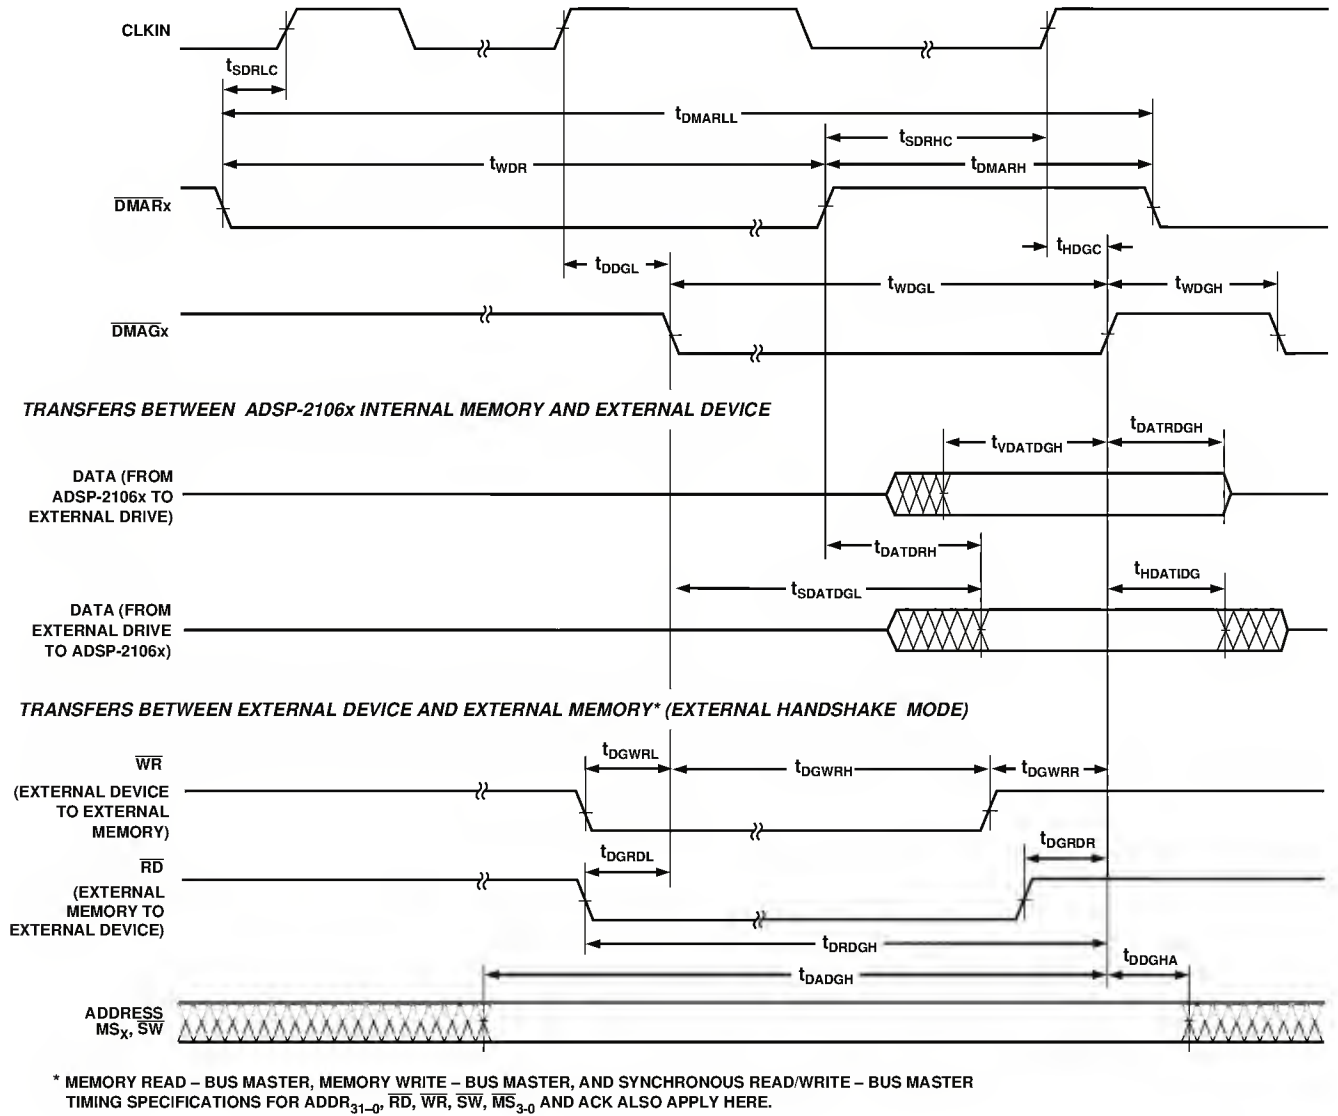 CLKIN
tSDRLC
tDMARLL
tSDRHC
tWDR
tDMARH
DMARx
tHDGC
tDDGL
tWDGL
tWDGH
DMAGx
TRANSFERS BETWEEN ADSP-2106x INTERNAL MEMORY AND EXTERNAL DEVICE
tDATRDGH
tVDATDGH
DATA (FROM
ADSP-2106x TO
EXTERNAL DRIVE)
tDATDRH
tHDATIDG
tSDATDGL
DATA (FROM
EXTERNAL DRIVE
TO ADSP-2106x)
TRANSFERS BETWEEN EXTERNAL DEVICE AND EXTERNAL MEMORY* (EXTERNAL HANDSHAKE MODE)
WR
tDGWRL
tDGWRH
tDGWRR
(EXTERNAL DEVICE
TO EXTERNAL
MEMORY)
tDGRDR
RD
tDGRDL
(EXTERNAL
MEMORY TO
EXTERNAL DEVICE)
tDRDGH
tDADGH
tDDGHA
ADDRESS
MSX, SW
* MEMORY READ – BUS MASTER, MEMORY WRITE – BUS MASTER, AND SYNCHRONOUS READ/WRITE – BUS MASTER
TIMING SPECIFICATIONS FOR ADDR31–0, RD, WR, SW, MS3-0 AND ACK ALSO APPLY HERE.